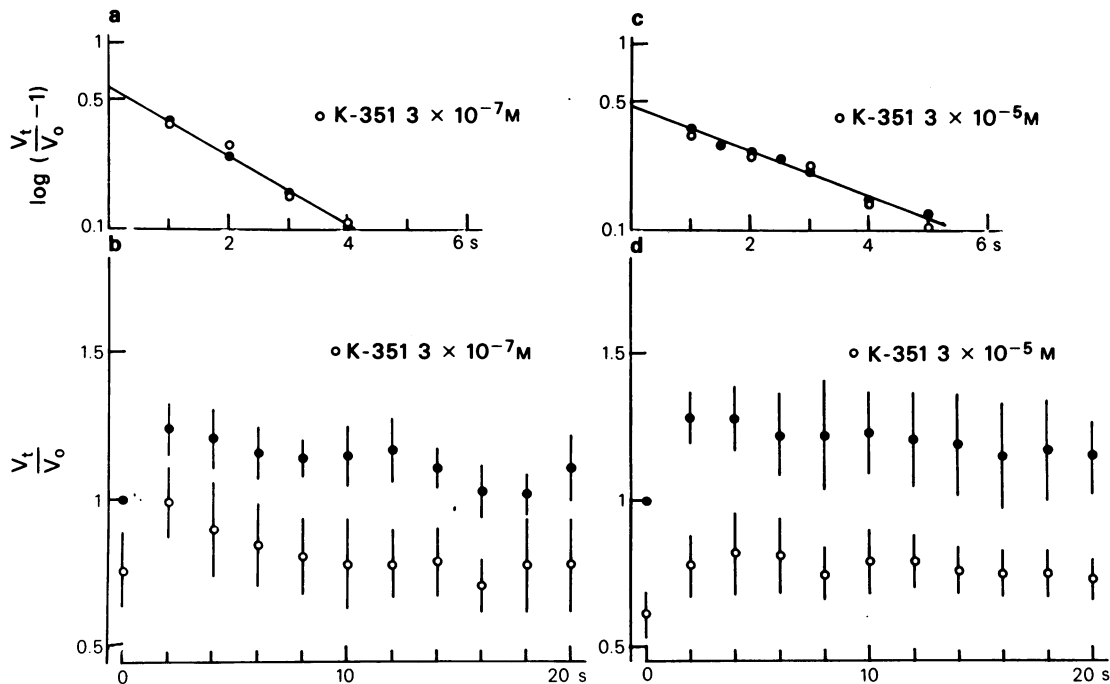 a
1
0.5
0.1
log (Vt/Vo −1)
2 4 6 s
K-351 3 × 10⁻⁷M
c
1
0.5
0.1
2 4 6 s
K-351 3 × 10⁻⁵M
b
1.5
1
0.5
Vt/Vo
0 10 20 s
K-351 3 × 10⁻⁷M
d
1.5
1
0.5
0 10 20 s
K-351 3 × 10⁻⁵ M